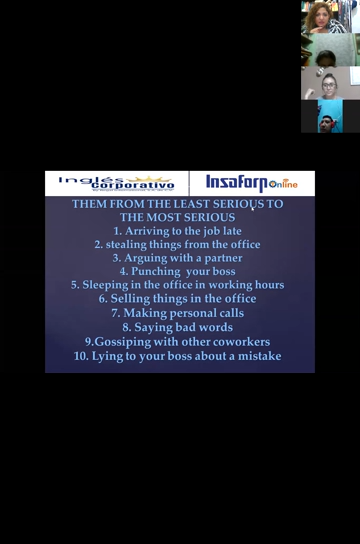 Inglés
Corporativo
Insaforp Online
THEM FROM THE LEAST SERIOUS TO
THE MOST SERIOUS
1. Arriving to the job late
2. stealing things from the office
3. Arguing with a partner
4. Punching your boss
5. Sleeping in the office in working hours
6. Selling things in the office
7. Making personal calls
8. Saying bad words
9.Gossiping with other coworkers
10. Lying to your boss about a mistake